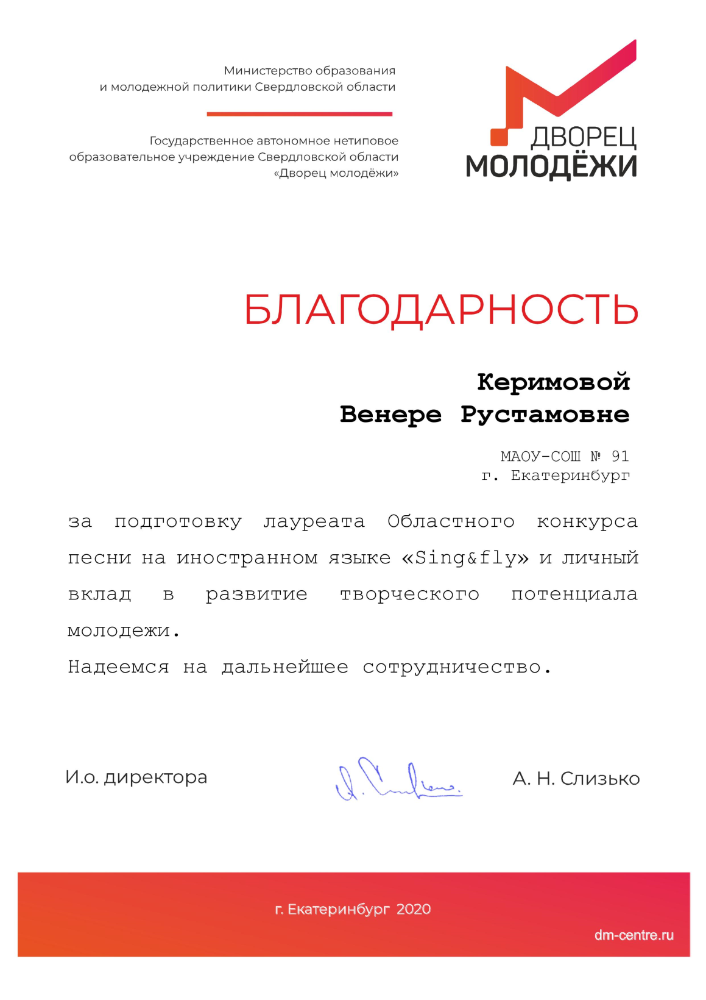 Министерство образования
и молодежной политики Свердловской области
Государственное автономное нетиповое
образовательное учреждение Свердловской области
«Дворец молодёжи»
ДВОРЕЦ
МОЛОДЁЖИ
БЛАГОДАРНОСТЬ
Керимовой
Венере Рустамовне
МАОУ-СОШ № 91
г. Екатеринбург
за подготовку лауреата Областного конкурса
песни на иностранном языке «Sing&fly» и личный
вклад в развитие творческого потенциала
молодежи.
Надеемся на дальнейшее сотрудничество.
И.о. директора
А. Н. Слизько
г. Екатеринбург 2020
dm-centre.ru